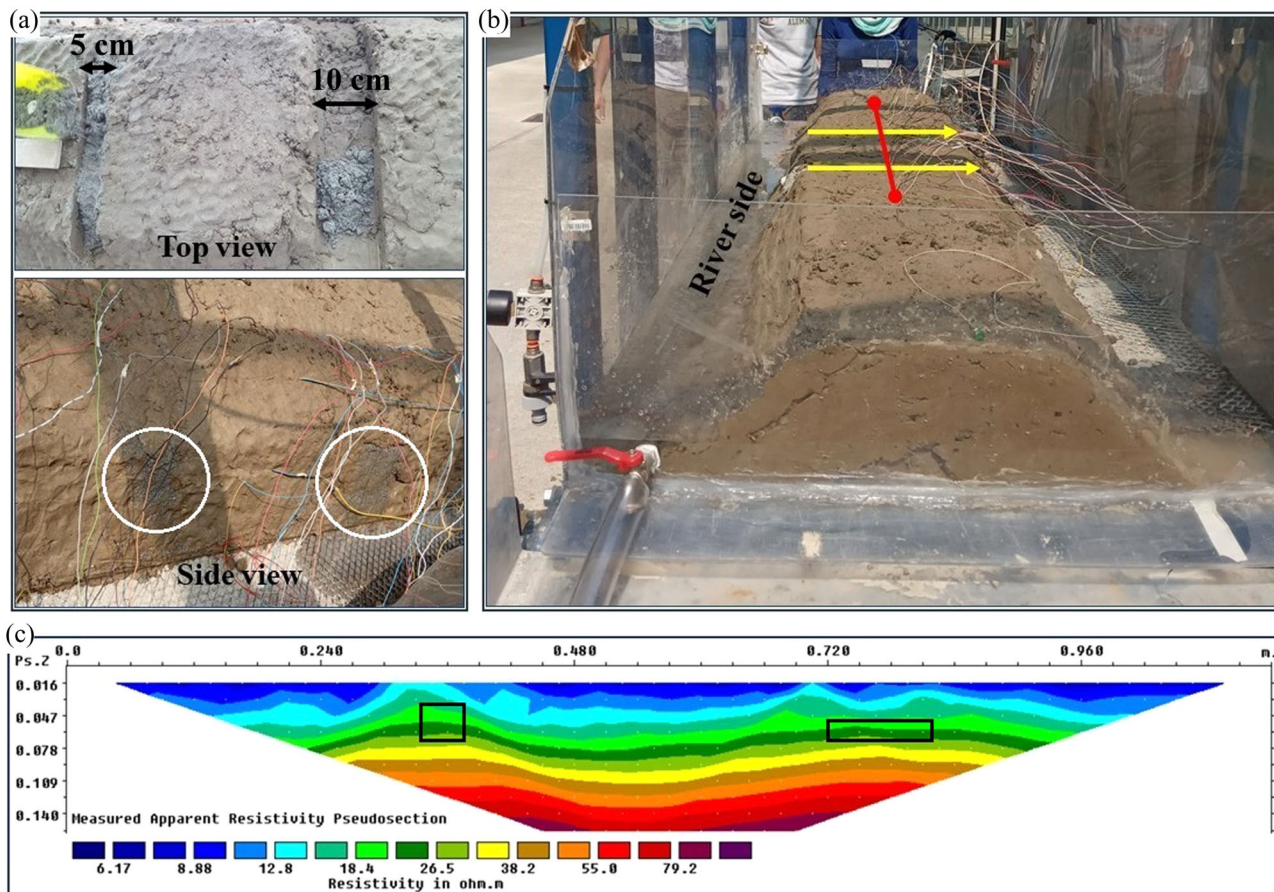 (a)
5 cm
10 cm
Top view
Side view
(b)
ALUMNI
River side
(c)
0.0 0.240 0.480 0.720 0.960 m.
Ps.Z
0.016
0.047
0.078
0.109
0.140
Measured Apparent Resistivity Pseudosection
6.17 8.88 12.8 18.4 26.5 38.2 55.0 79.2
Resistivity in ohm.m